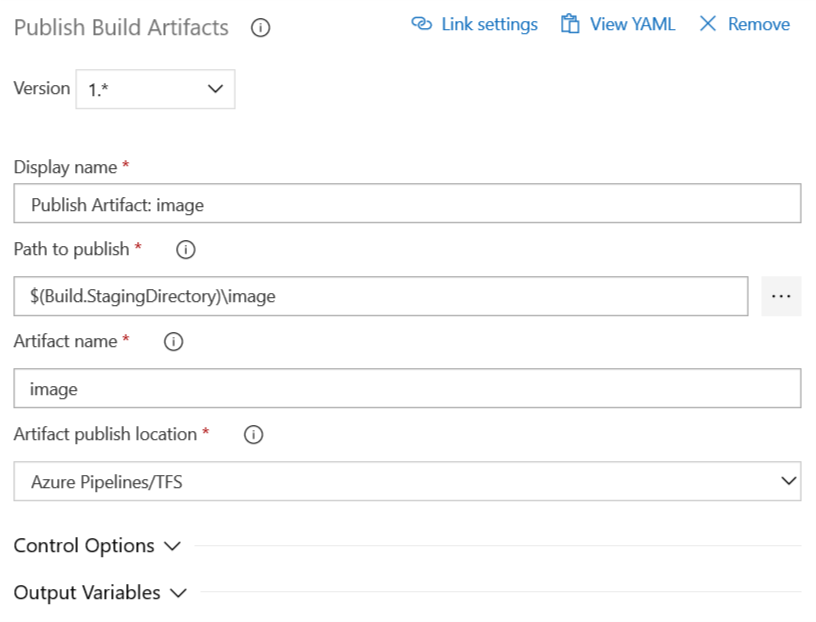 Publish Build Artifacts
Link settings
View YAML
Remove
Version 1.*
Display name *
Publish Artifact: image
Path to publish *
$(Build.StagingDirectory)\image
...
Artifact name *
image
Artifact publish location *
Azure Pipelines/TFS
Control Options
Output Variables